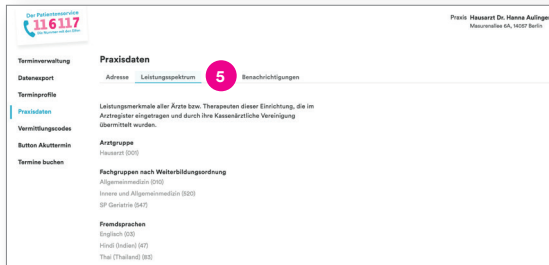 Der Patientenservice
116117
Die Nummer mit den Elfen
Praxis Hausarzt Dr. Hanna Aulinger
Masurenallee 6A, 14057 Berlin
Terminverwaltung
Datenexport
Terminprofile
Praxisdaten
Vermittlungscodes
Button Akuttermin
Termine buchen
Praxisdaten
Adresse Leistungsspektrum 5 Benachrichtigungen
Leistungsmerkmale aller Ärzte bzw. Therapeuten dieser Einrichtung, die im
Arztregister eingetragen und durch ihre Kassenärztliche Vereinigung
übermittelt wurden.
Arztgruppe
Hausarzt (001)
Fachgruppen nach Weiterbildungsordnung
Allgemeinmedizin (010)
Innere und Allgemeinmedizin (520)
SP Geriatrie (547)
Fremdsprachen
Englisch (03)
Hindi (Indien) (47)
Thai (Thailand) (83)